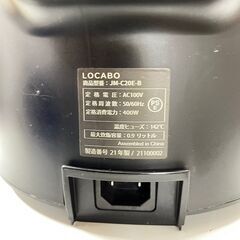 LOCABO
商品型番：JM-C20E-B
定格電圧：AC100V
定格周波数：50/60Hz
定格消費電力：400W
温度ヒューズ：142℃
最大炊飯容量：0.9 リットル
Assembled in China
製造番号 21年製 / 21100002
PSE